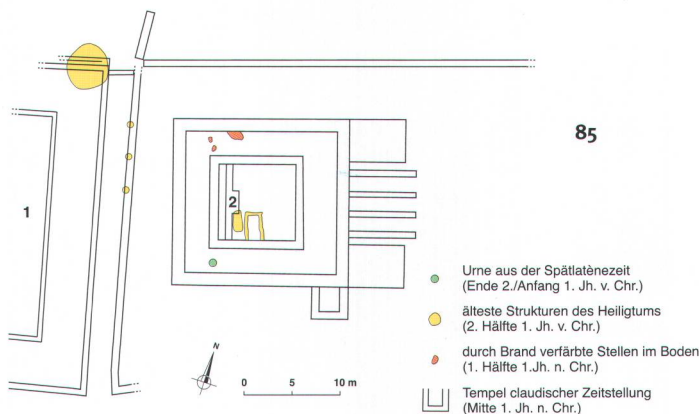 85
1
2
Urne aus der Spätlatènezeit
(Ende 2./Anfang 1. Jh. v. Chr.)
älteste Strukturen des Heiligtums
(2. Hälfte 1. Jh. v. Chr.)
durch Brand verfärbte Stellen im Boden
(1. Hälfte 1.Jh. n. Chr.)
Tempel claudischer Zeitstellung
(Mitte 1. Jh. n. Chr.)
N
0 5 10 m